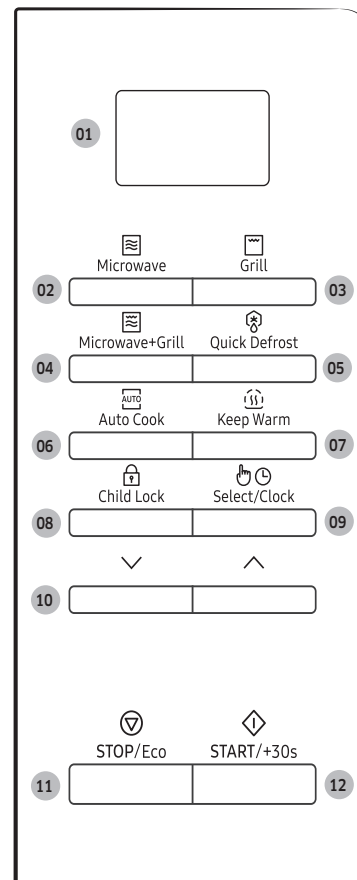 01
Microwave Grill
02 03
Microwave+Grill Quick Defrost
04 05
AUTO
Auto Cook Keep Warm
06 07
Child Lock Select/Clock
08 09
10
STOP/Eco START/+30s
11 12